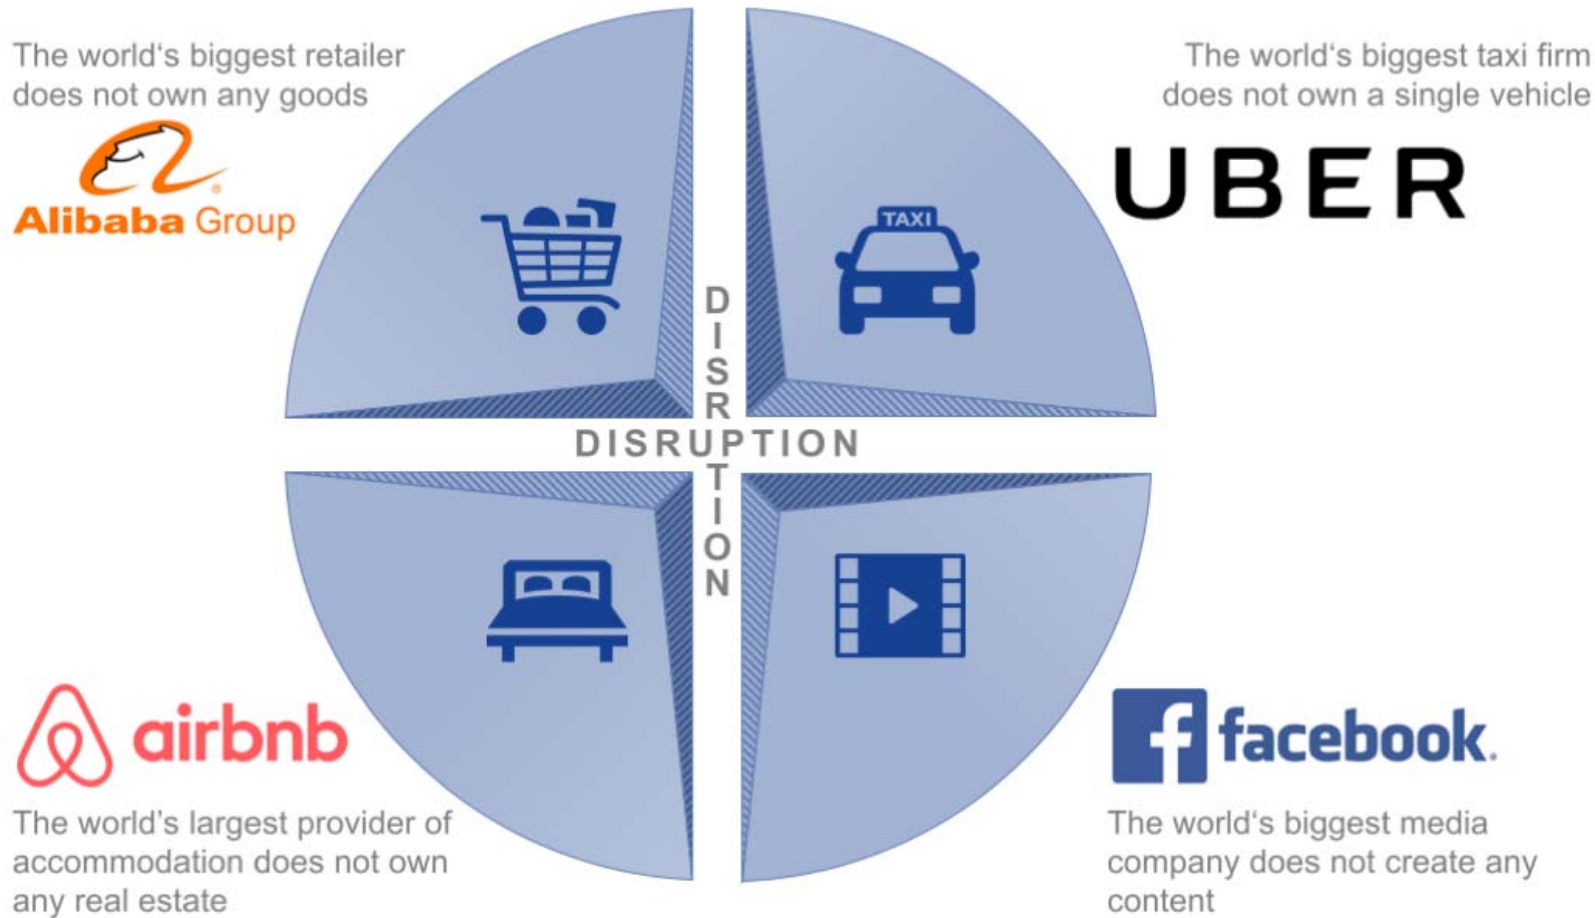 The world‘s biggest retailer
does not own any goods
Alibaba Group
The world‘s biggest taxi firm
does not own a single vehicle
UBER
TAXI
DISRUPTION
DISRUPTION
airbnb
The world’s largest provider of
accommodation does not own
any real estate
facebook.
The world‘s biggest media
company does not create any
content